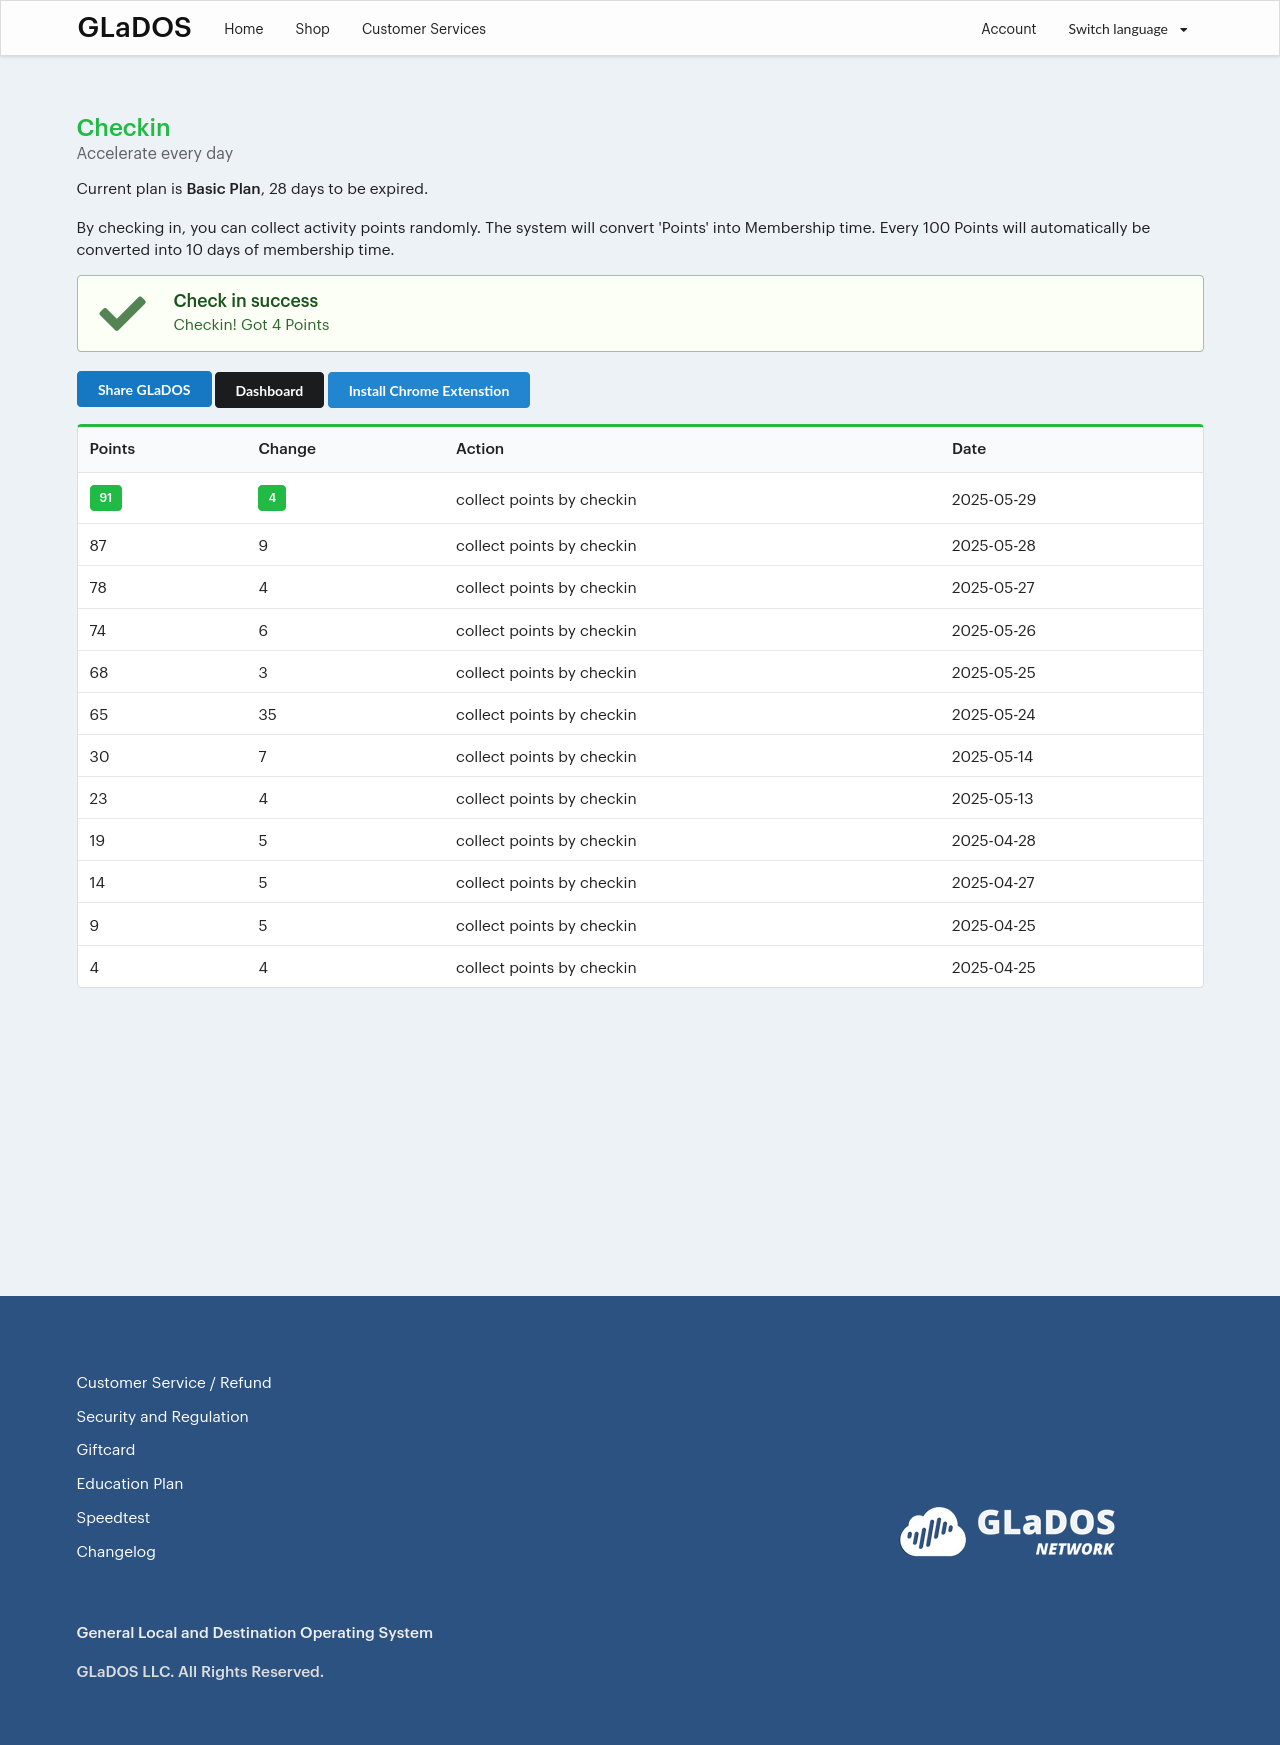 GLaDOS Home Shop Customer Services Account Switch language
Checkin
Accelerate every day
Current plan is Basic Plan, 28 days to be expired.
By checking in, you can collect activity points randomly. The system will convert 'Points' into Membership time. Every 100 Points will automatically be
converted into 10 days of membership time.
Check in success
Checkin! Got 4 Points
Share GLaDOS Dashboard Install Chrome Extenstion
Points Change Action Date
91 4 collect points by checkin 2025-05-29
87 9 collect points by checkin 2025-05-28
78 4 collect points by checkin 2025-05-27
74 6 collect points by checkin 2025-05-26
68 3 collect points by checkin 2025-05-25
65 35 collect points by checkin 2025-05-24
30 7 collect points by checkin 2025-05-14
23 4 collect points by checkin 2025-05-13
19 5 collect points by checkin 2025-04-28
14 5 collect points by checkin 2025-04-27
9 5 collect points by checkin 2025-04-25
4 4 collect points by checkin 2025-04-25
Customer Service / Refund
Security and Regulation
Giftcard
Education Plan
Speedtest
Changelog
GLaDOS
NETWORK
General Local and Destination Operating System
GLaDOS LLC. All Rights Reserved.